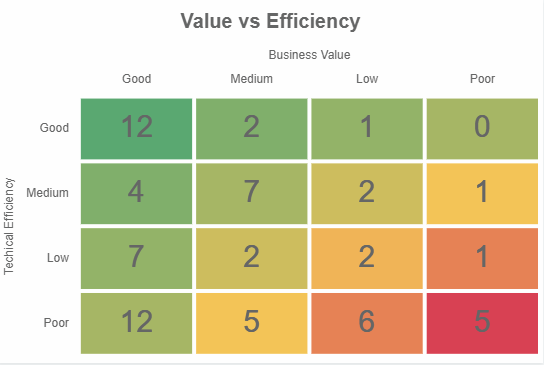 Value vs Efficiency
Business Value
Good Medium Low Poor
Techical Efficiency
Good 12 2 1 0
Medium 4 7 2 1
Low 7 2 2 1
Poor 12 5 6 5